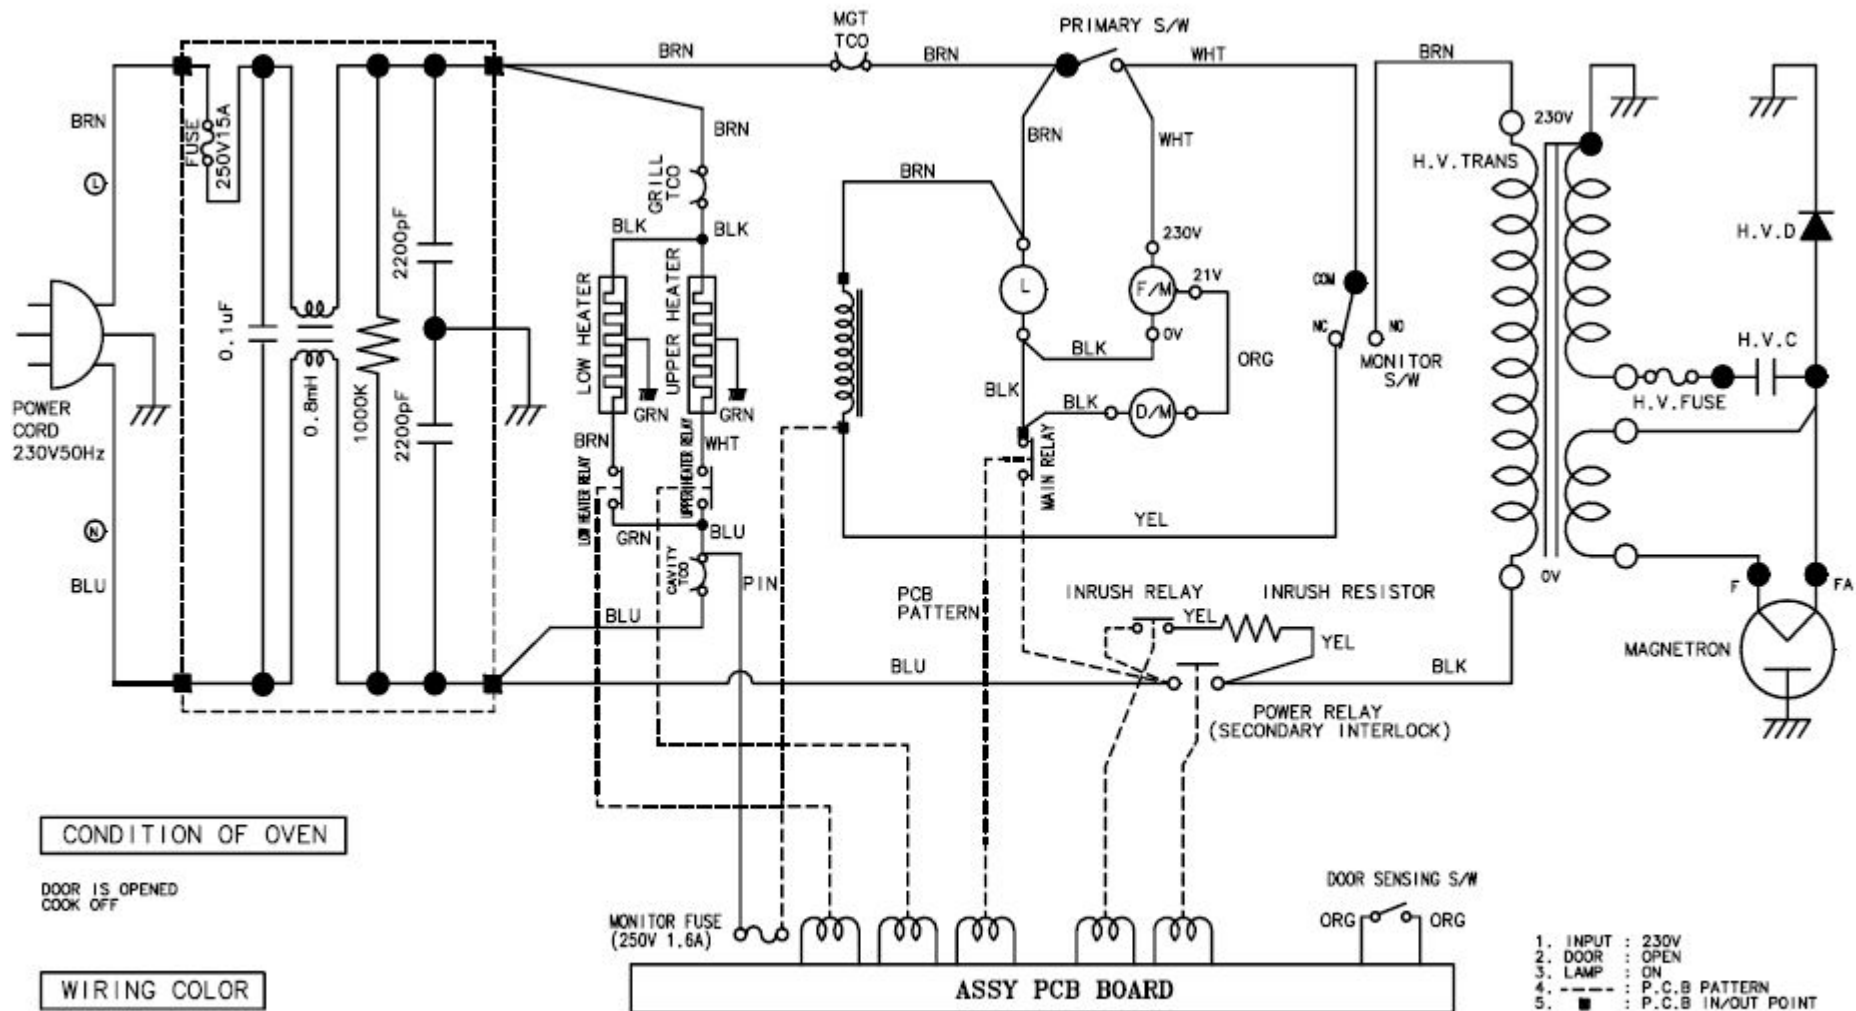 MGT
TCO
PRIMARY S/W
BRN
BRN
WHT
BRN
BRN
FUSE
250V15A
L
BRN
BRN
WHT
230V
H.V.TRANS
GRILL
TCO
BRN
BLK
BLK
2200pF
230V
H.V.D
LOW HEATER
UPPER HEATER
L
F/M
21V
COM
0.1uF
NC
NO
0V
BLK
ORG
MONITOR
S/W
H.V.C
POWER
CORD
230V50Hz
0.8mH
1000K
2200pF
GRN
GRN
BLK
BLK
D/M
H.V.FUSE
BRN
WHT
LOW HEATER RELAY
UPPER HEATER RELAY
MAIN RELAY
N
GRN
BLU
YEL
BLU
CAVITY
TCO
PIN
PCB
PATTERN
INRUSH RELAY
INRUSH RESISTOR
0V
F
FA
BLU
YEL
YEL
MAGNETRON
BLU
BLK
POWER RELAY
(SECONDARY INTERLOCK)
CONDITION OF OVEN
DOOR IS OPENED
COOK OFF
MONITOR FUSE
(250V 1.6A)
DOOR SENSING S/W
ORG
ORG
WIRING COLOR
ASSY PCB BOARD
1. INPUT : 230V
2. DOOR : OPEN
3. LAMP : ON
4. ----- : P.C.B PATTERN
5. ■ : P.C.B IN/OUT POINT